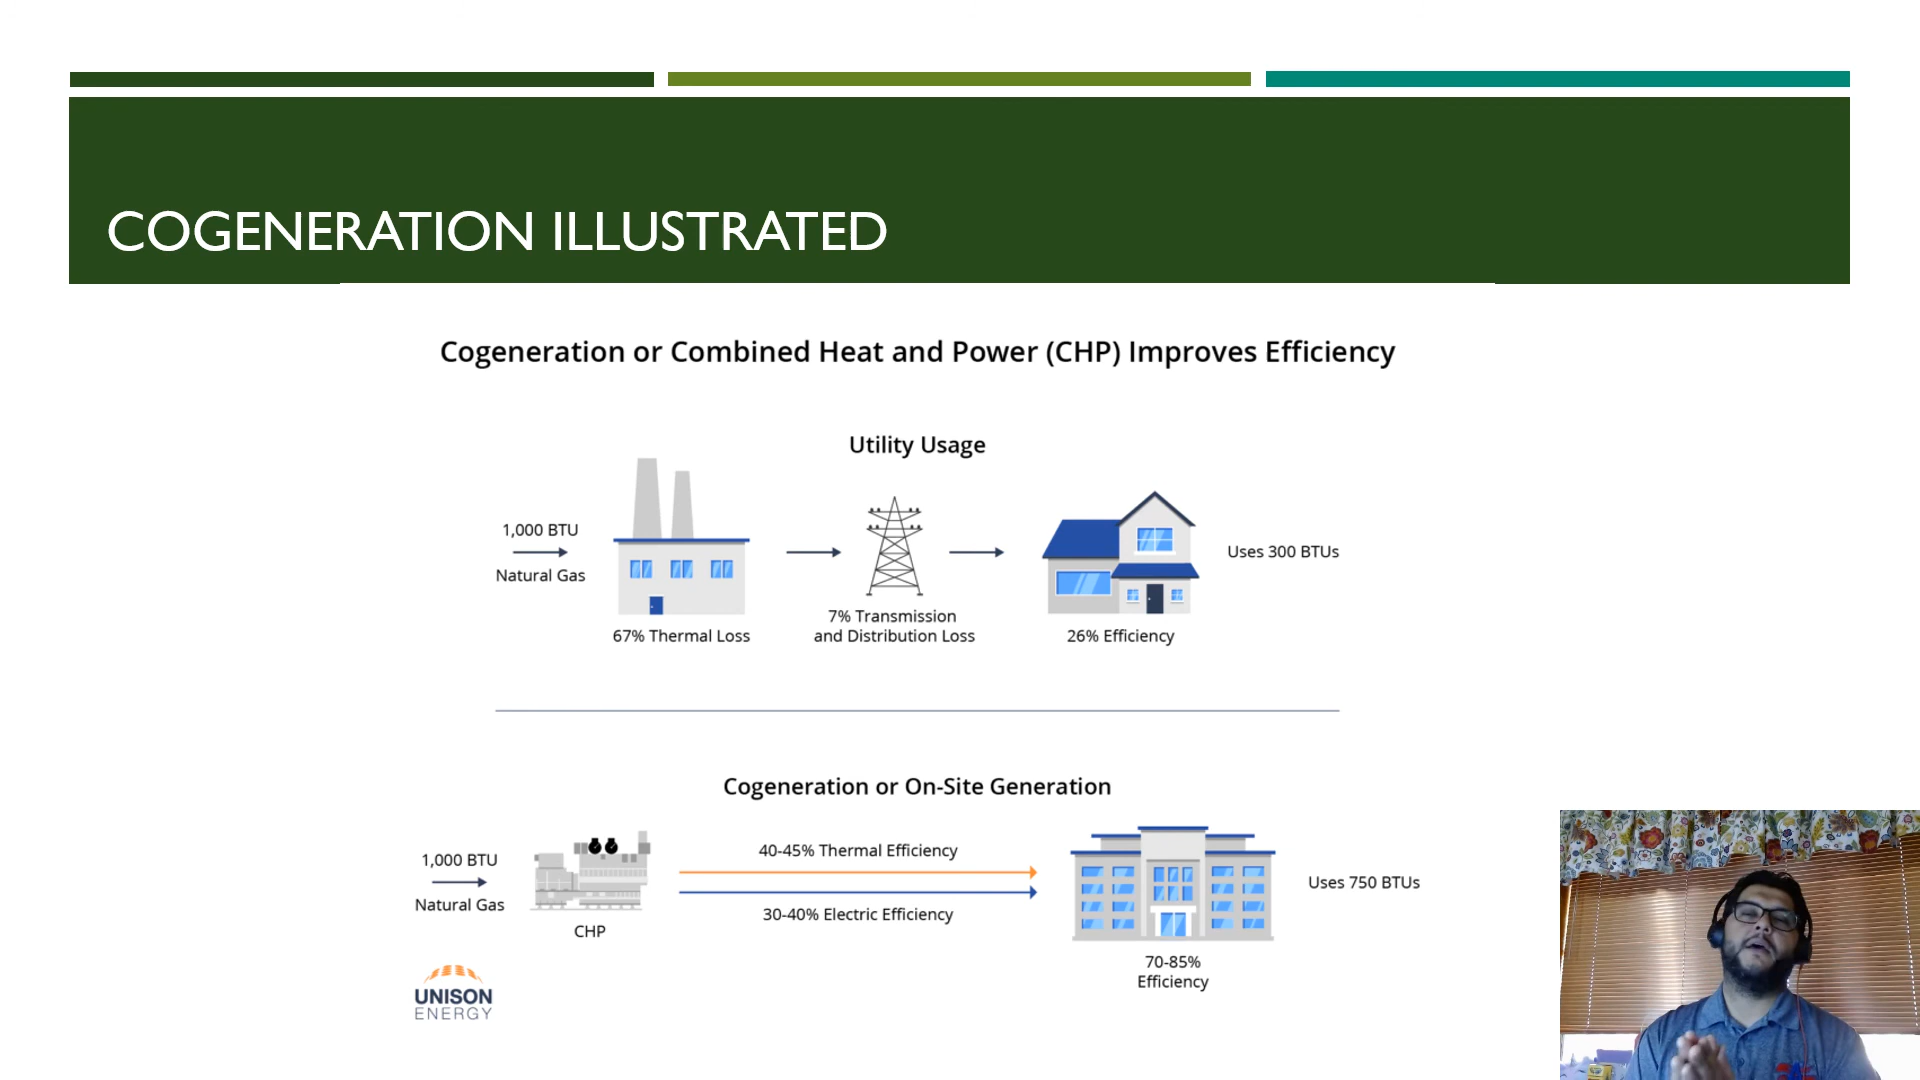 COGENERATION ILLUSTRATED
Cogeneration or Combined Heat and Power (CHP) Improves Efficiency
Utility Usage
1,000 BTU
Natural Gas
67% Thermal Loss
7% Transmission
and Distribution Loss
26% Efficiency
Uses 300 BTUs
Cogeneration or On-Site Generation
1,000 BTU
Natural Gas
CHP
40-45% Thermal Efficiency
30-40% Electric Efficiency
70-85%
Efficiency
Uses 750 BTUs
UNISON
ENERGY